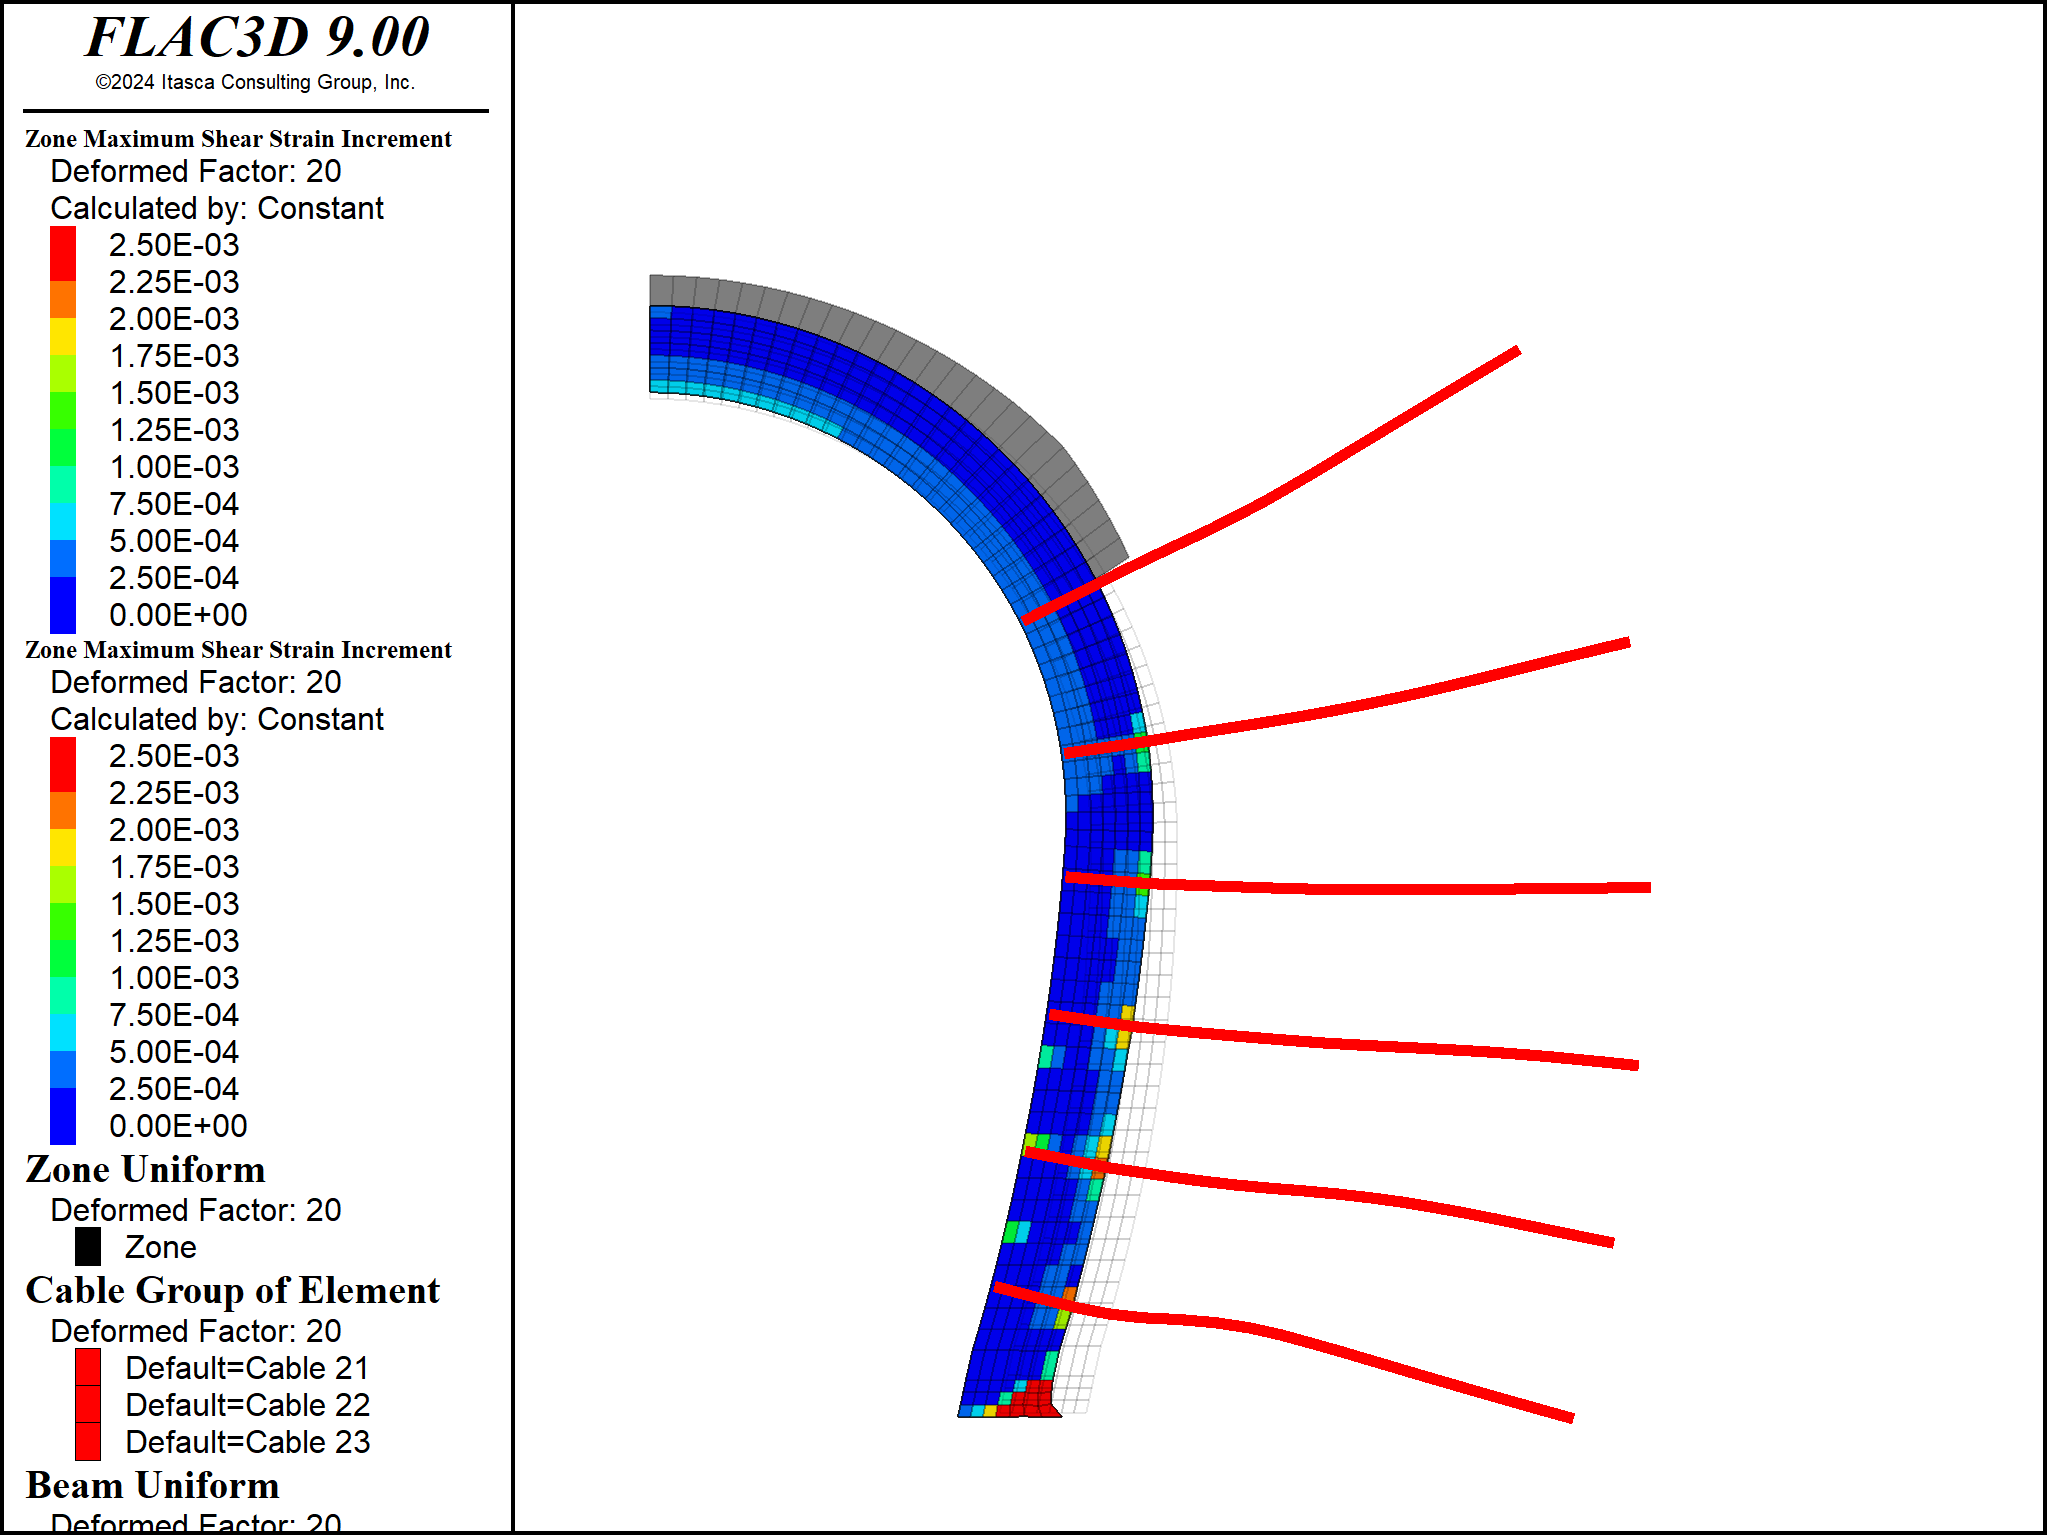 FLAC3D 9.00
©2024 Itasca Consulting Group, Inc.
Zone Maximum Shear Strain Increment
Deformed Factor: 20
Calculated by: Constant
2.50E-03
2.25E-03
2.00E-03
1.75E-03
1.50E-03
1.25E-03
1.00E-03
7.50E-04
5.00E-04
2.50E-04
0.00E+00
Zone Maximum Shear Strain Increment
Deformed Factor: 20
Calculated by: Constant
2.50E-03
2.25E-03
2.00E-03
1.75E-03
1.50E-03
1.25E-03
1.00E-03
7.50E-04
5.00E-04
2.50E-04
0.00E+00
Zone Uniform
Deformed Factor: 20
Zone
Cable Group of Element
Deformed Factor: 20
Default=Cable 21
Default=Cable 22
Default=Cable 23
Beam Uniform
Deformed Factor: 20